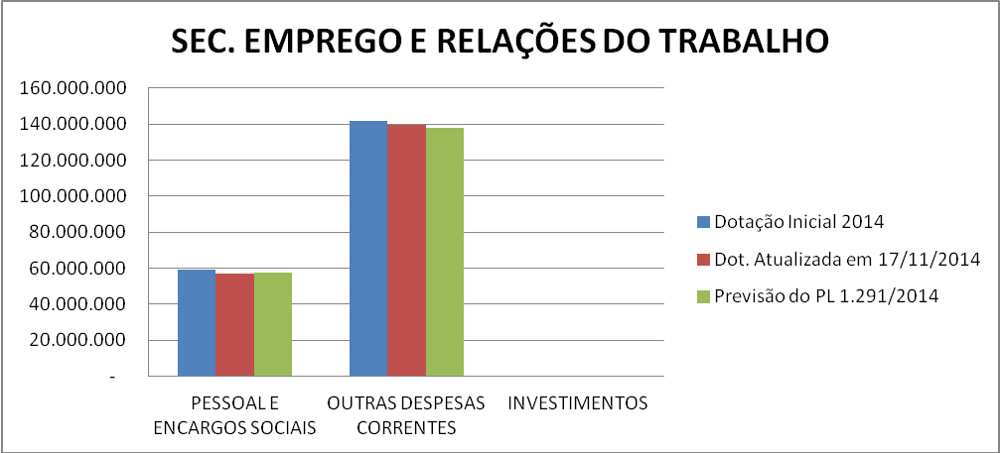 SEC. EMPREGO E RELAÇÕES DO TRABALHO
160.000.000
140.000.000
120.000.000
100.000.000
80.000.000
60.000.000
40.000.000
20.000.000
-
PESSOAL E
ENCARGOS SOCIAIS
OUTRAS DESPESAS
CORRENTES
INVESTIMENTOS
Dotação Inicial 2014
Dot. Atualizada em 17/11/2014
Previsão do PL 1.291/2014